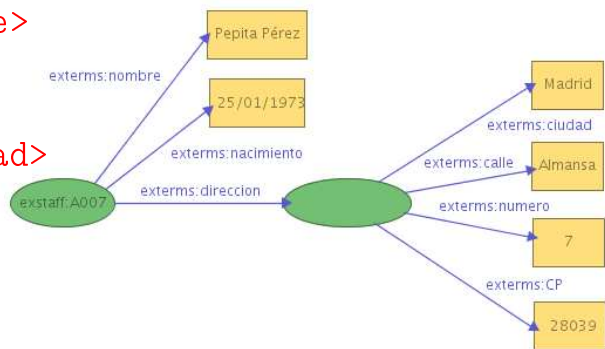 e>
Pepita Pérez
exterms:nombre
25/01/1973
exterms:nacimiento
ad>
exstaff:A007
exterms:direccion
Madrid
exterms:ciudad
exterms:calle
Almansa
exterms:numero
7
exterms:CP
28039